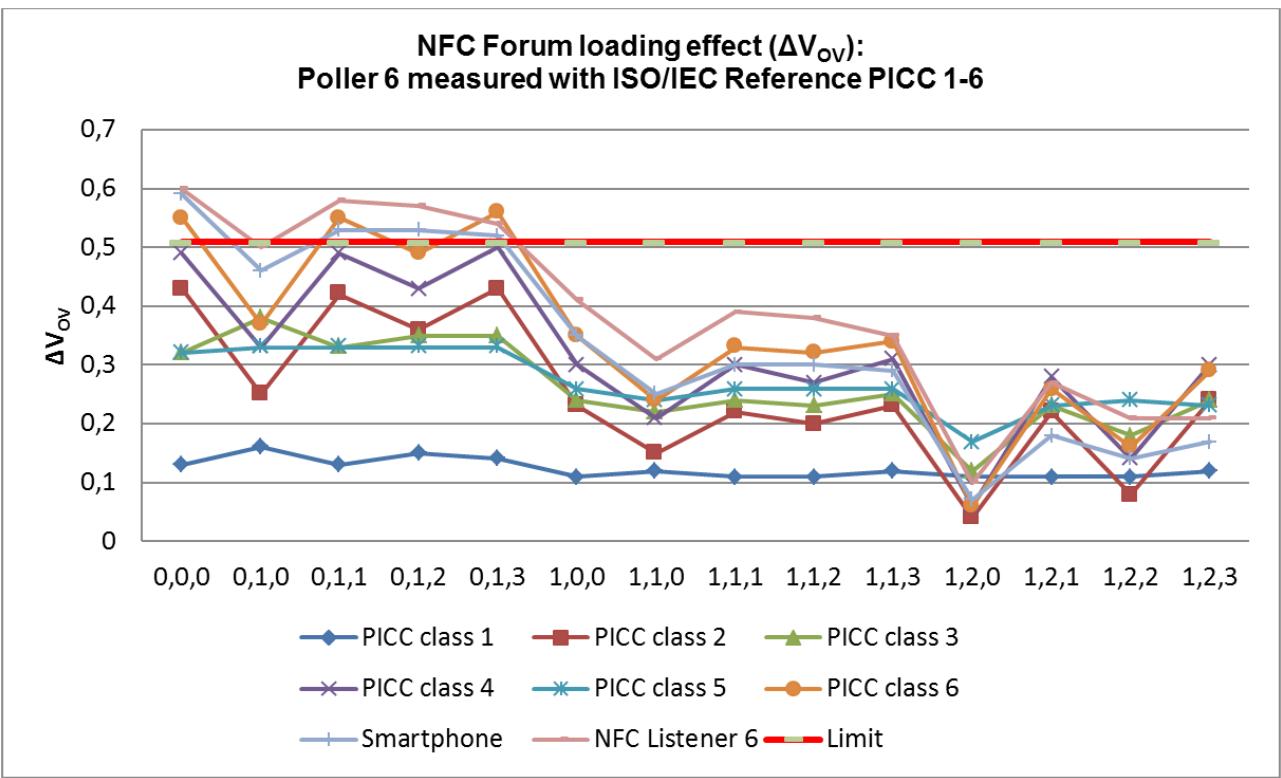 NFC Forum loading effect (ΔVOV):
Poller 6 measured with ISO/IEC Reference PICC 1-6
0,7
0,6
0,5
0,4
0,3
0,2
0,1
0
ΔVOV
0,0,0 0,1,0 0,1,1 0,1,2 0,1,3 1,0,0 1,1,0 1,1,1 1,1,2 1,1,3 1,2,0 1,2,1 1,2,2 1,2,3
PICC class 1 PICC class 2 PICC class 3
PICC class 4 PICC class 5 PICC class 6
Smartphone NFC Listener 6 Limit